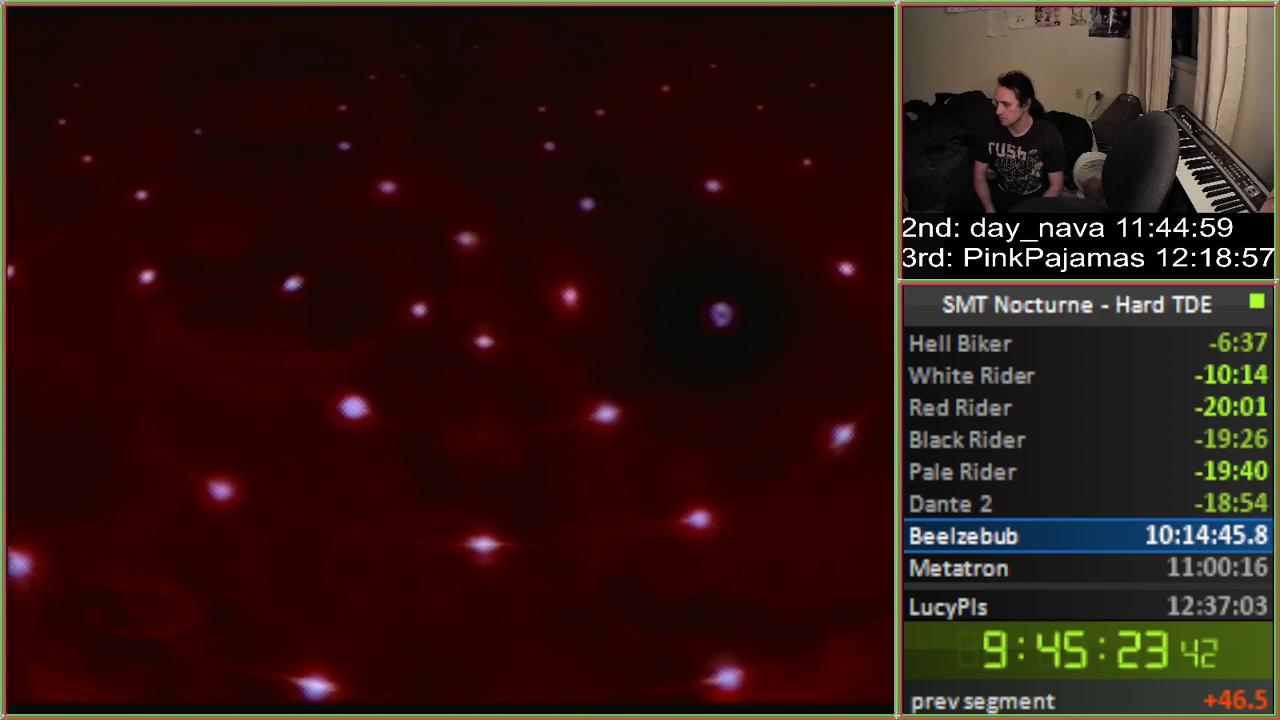 RUSH
2nd: day_nava 11:44:59
3rd: PinkPajamas 12:18:57
SMT Nocturne - Hard TDE
Hell Biker -6:37
White Rider -10:14
Red Rider -20:01
Black Rider -19:26
Pale Rider -19:40
Dante 2 -18:54
Beelzebub 10:14:45.8
Metatron 11:00:16
LucyPls 12:37:03
9:45:23 42
prev segment +46.5